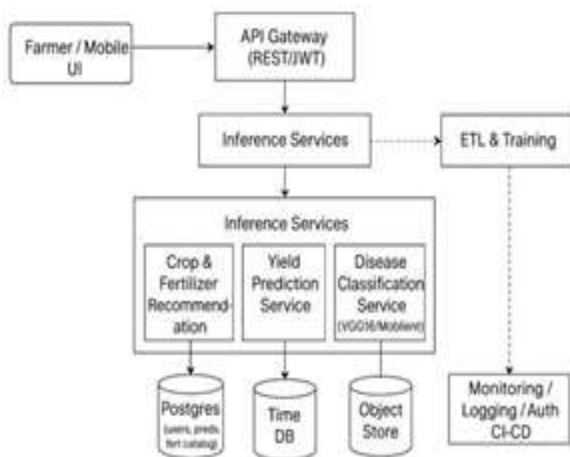 Farmer / Mobile
UI
API Gateway
(REST/JWT)
Inference Services
ETL & Training
Inference Services
Crop &
Fertilizer
Recommend-
ation
Yield
Prediction
Service
Disease
Classification
Service
(VGG16/Mobilient)
Postgres
(users, preds,
fert catalog)
Time
DB
Object
Store
Monitoring /
Logging / Auth
CI-CD